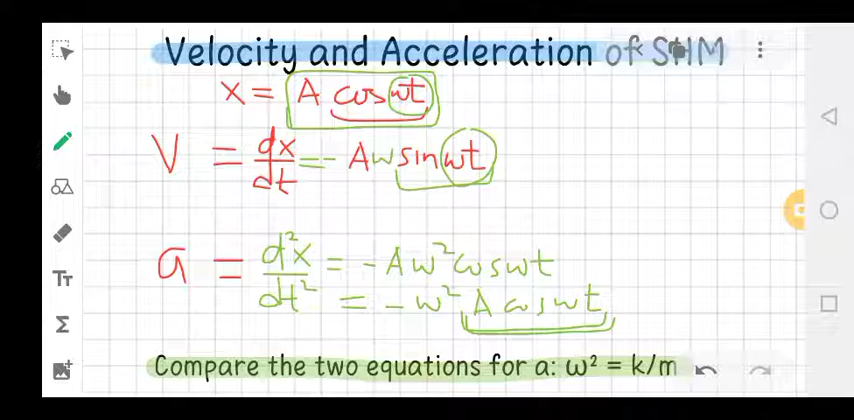 Velocity and Acceleration of SHM
x = A cos ωt
V = dx/dt = - Aω sin ωt
a = d²x/dt² = - Aω² cos ωt
= - ω² A cos ωt
Compare the two equations for a: ω² = k/m
Tт
Σ